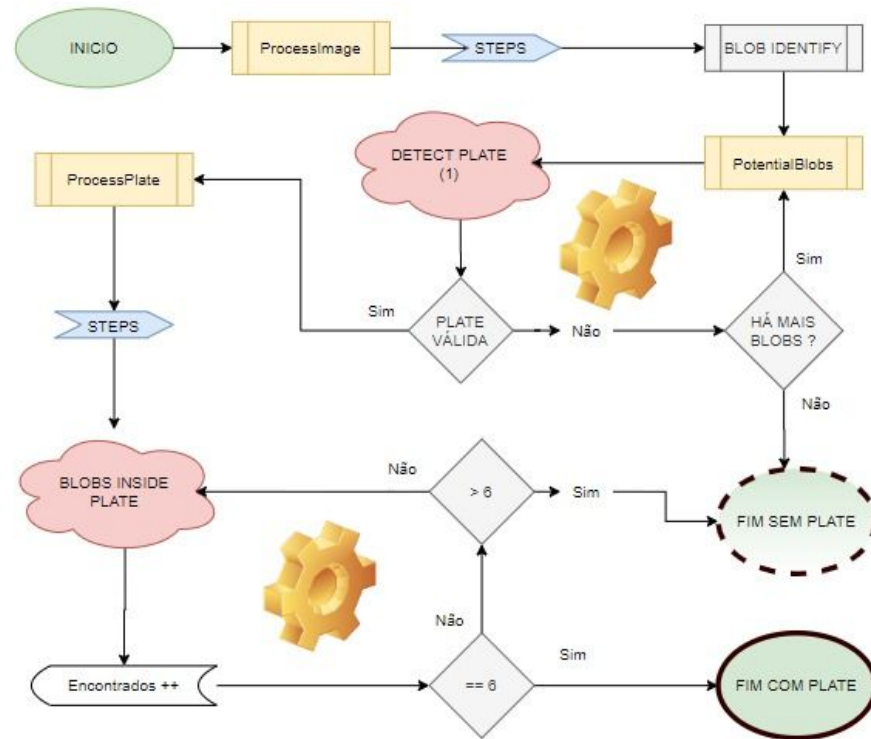 INICIO
ProcessImage
STEPS
BLOB IDENTIFY
DETECT PLATE
(1)
PotentialBlobs
ProcessPlate
Sim
Sim
STEPS
PLATE
VÁLIDA
Não
HÁ MAIS
BLOBS ?
Não
BLOBS INSIDE
PLATE
Não
> 6
Sim
FIM SEM PLATE
Não
Encontrados ++
== 6
Sim
FIM COM PLATE